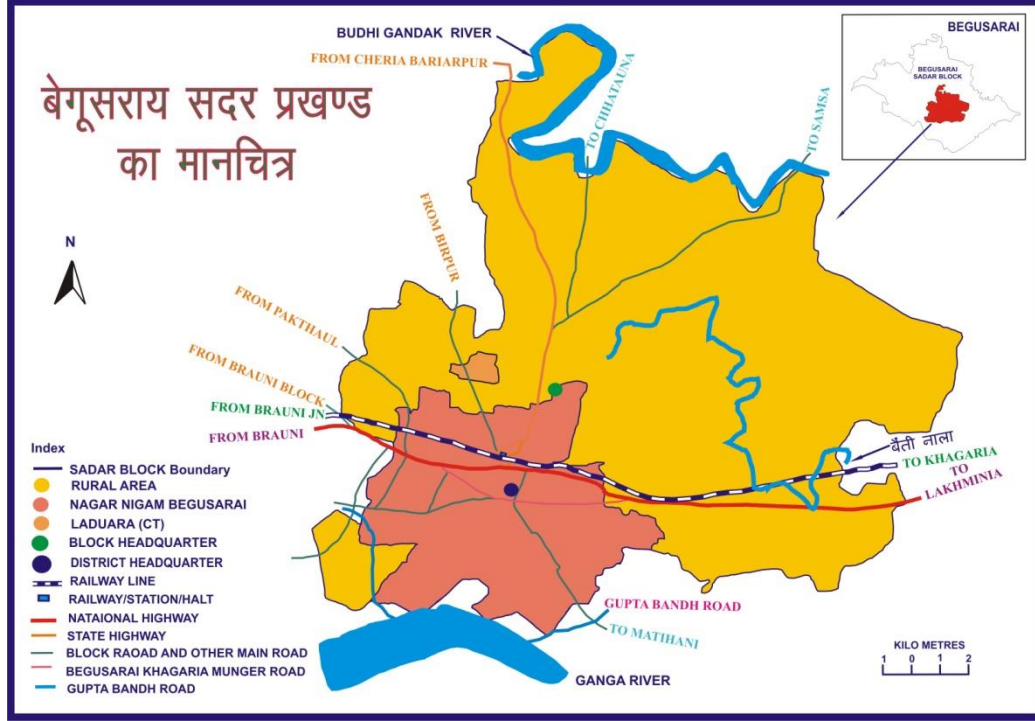 BUDHI GANDAK RIVER
FROM CHERIA BARIARPUR
TO CHHATAUNA
TO SAMSA
BEGUSARAI
BEGUSARAI
SADAR BLOCK
बेगूसराय सदर प्रखण्ड
का मानचित्र
N
FROM BIRPUR
FROM PAKTHAUL
FROM BRAUNI BLOCK
FROM BRAUNI JN
FROM BRAUNI
बैंती नाला
TO KHAGARIA
TO
LAKHMINIA
Index
SADAR BLOCK Boundary
RURAL AREA
NAGAR NIGAM BEGUSARAI
LADUARA (CT)
BLOCK HEADQUARTER
DISTRICT HEADQUARTER
RAILWAY LINE
RAILWAY/STATION/HALT
NATAIONAL HIGHWAY
STATE HIGHWAY
BLOCK RAOAD AND OTHER MAIN ROAD
BEGUSARAI KHAGARIA MUNGER ROAD
GUPTA BANDH ROAD
GUPTA BANDH ROAD
TO MATIHANI
GANGA RIVER
KILO METRES
1 0 1 2